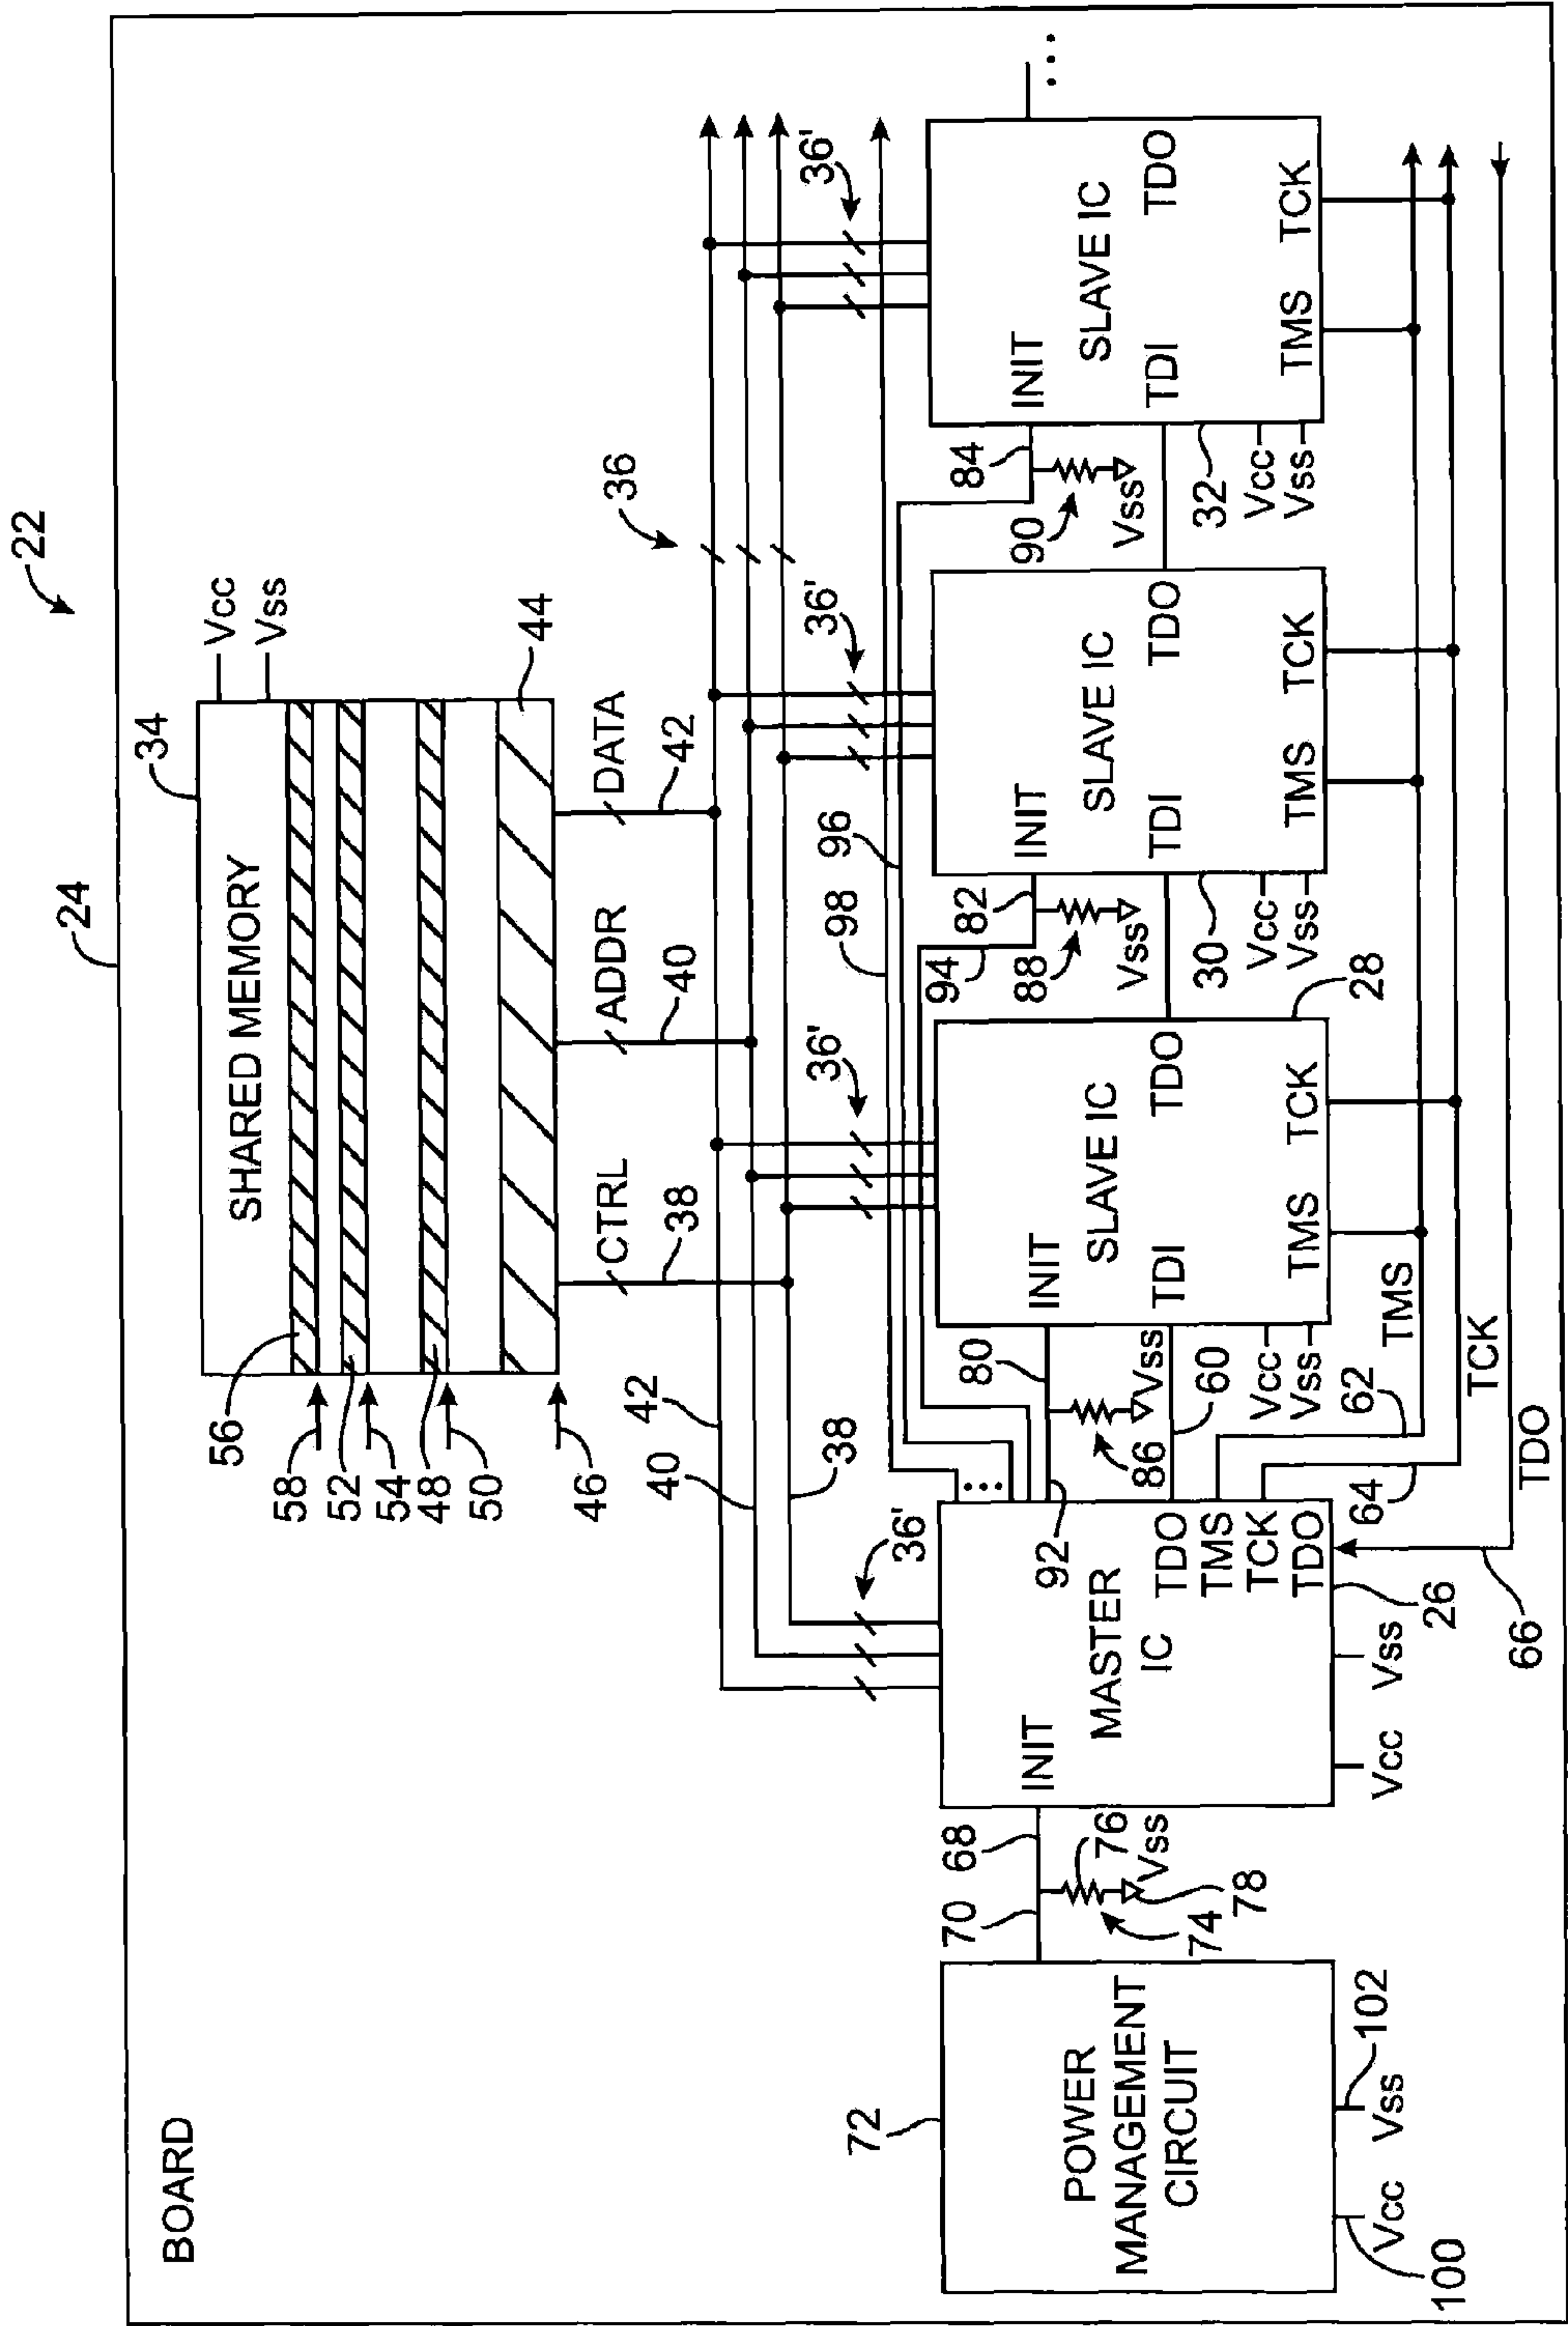 22
24
BOARD
34
SHARED MEMORY
Vcc
Vss
56
58
52
54
48
50
46
44
CTRL
ADDR
DATA
38
40
42
36
42
40
38
36'
36'
36'
36'
98
96
94
72
POWER
MANAGEMENT
CIRCUIT
Vcc
Vss
100
102
70
68
74
76
78
Vss
INIT
MASTER
IC
92
TDO
TMS
TCK
TDO
26
Vcc
Vss
80
86
Vss
60
INIT
SLAVE IC
TDI
TDO
TMS
TCK
Vcc
Vss
28
82
88
Vss
INIT
SLAVE IC
TDI
TDO
TMS
TCK
30
Vcc
Vss
84
90
Vss
INIT
SLAVE IC
TDI
TDO
TMS
TCK
32
Vcc
Vss
...
62
TMS
64
TCK
66
TDO